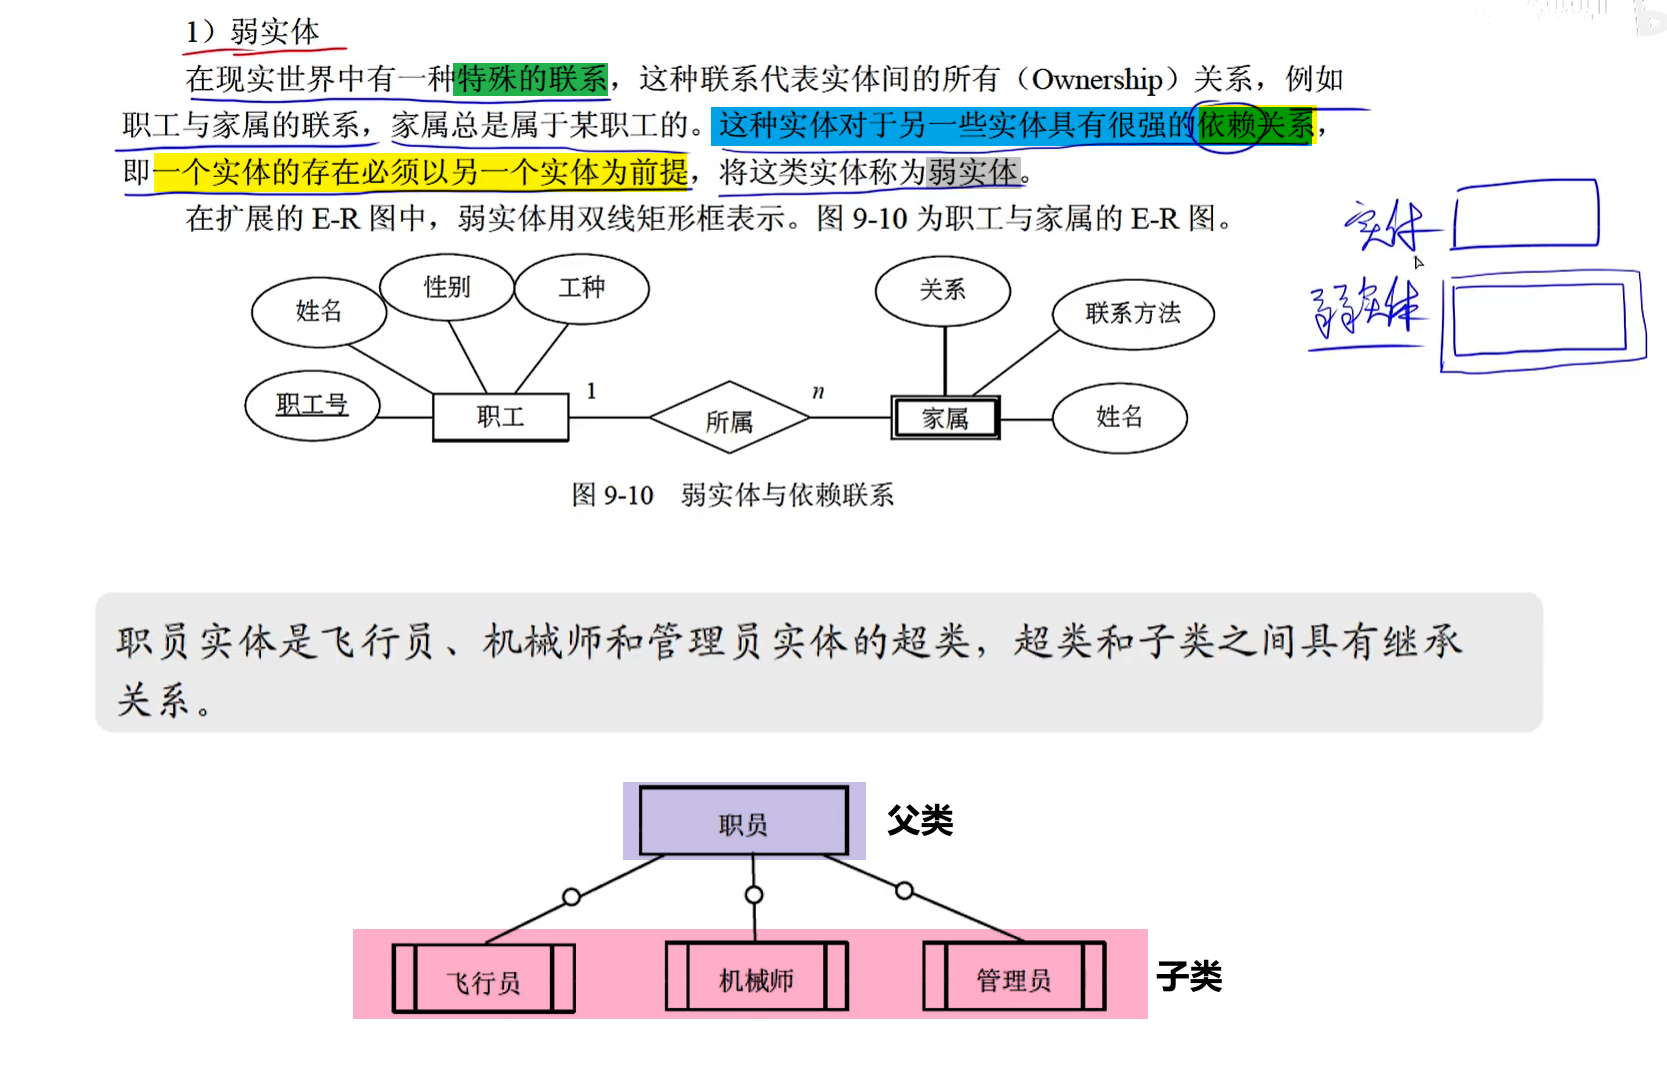 1）弱实体
在现实世界中有一种特殊的联系，这种联系代表实体间的所有（Ownership）关系，例如
职工与家属的联系，家属总是属于某职工的。这种实体对于另一些实体具有很强的依赖关系，
即一个实体的存在必须以另一个实体为前提，将这类实体称为弱实体。
在扩展的 E-R 图中，弱实体用双线矩形框表示。图 9-10 为职工与家属的 E-R 图。
实体
弱实体
姓名
性别
工种
关系
联系方法
职工号
职工
1
所属
n
家属
姓名
图 9-10 弱实体与依赖联系
职员实体是飞行员、机械师和管理员实体的超类，超类和子类之间具有继承
关系。
职员
父类
飞行员
机械师
管理员
子类